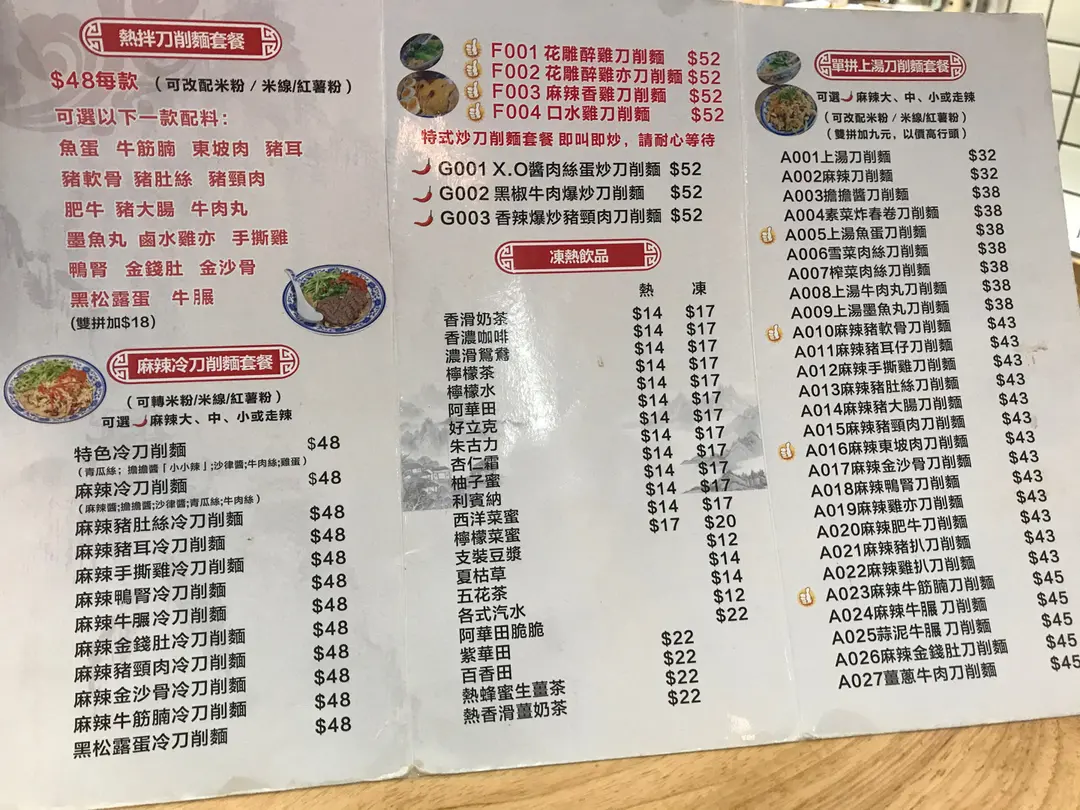 熱拌刀削麵套餐
$48每款 (可改配米粉 / 米線/紅薯粉)
可選以下一款配料:
魚蛋 牛筋腩 東坡肉 豬耳
豬軟骨 豬肚絲 豬頸肉
肥牛 豬大腸 牛肉丸
墨魚丸 鹵水雞亦 手撕雞
鴨腎 金錢肚 金沙骨
黑松露蛋 牛𦟌
(雙拼加$18)
麻辣冷刀削麵套餐
(可轉米粉/米線/紅薯粉)
可選 麻辣大、中、小或走辣
特色冷刀削麵 $48
(青瓜絲;擔擔醬「小小辣」;沙律醬;牛肉絲;雞蛋)
麻辣冷刀削麵 $48
(麻辣醬;擔擔醬;沙律醬;青瓜絲;牛肉絲)
麻辣豬肚絲冷刀削麵 $48
麻辣豬耳冷刀削麵 $48
麻辣手撕雞冷刀削麵 $48
麻辣鴨腎冷刀削麵 $48
麻辣牛𦟌冷刀削麵 $48
麻辣金錢肚冷刀削麵 $48
麻辣豬頸肉冷刀削麵 $48
麻辣金沙骨冷刀削麵 $48
麻辣牛筋腩冷刀削麵 $48
黑松露蛋冷刀削麵 $48
F001 花雕醉雞刀削麵 $52
F002 花雕醉雞亦刀削麵 $52
F003 麻辣香雞刀削麵 $52
F004 口水雞刀削麵 $52
特式炒刀削麵套餐 即叫即炒,請耐心等待
G001 X.O醬肉絲蛋炒刀削麵 $52
G002 黑椒牛肉爆炒刀削麵 $52
G003 香辣爆炒豬頸肉刀削麵 $52
凍熱飲品
熱 凍
香滑奶茶 $14 $17
香濃咖啡 $14 $17
濃滑鴛鴦 $14 $17
檸檬茶 $14 $17
檸檬水 $14 $17
阿華田 $14 $17
好立克 $14 $17
朱古力 $14 $17
杏仁霜 $14 $17
柚子蜜 $14 $17
利賓納 $14 $17
西洋菜蜜 $14 $17
檸檬菜蜜 $17 $20
支裝豆漿 $12
夏枯草 $14
五花茶 $14
各式汽水 $12
阿華田脆脆 $22
紫華田 $22
百香田 $22
熱蜂蜜生薑茶 $22
熱香滑薑奶茶 $22
單拼上湯刀削麵套餐
可選 麻辣大、中、小或走辣
(可改配米粉 / 米線/紅薯粉)
(雙拼加九元,以價高行頭)
A001上湯刀削麵 $32
A002麻辣刀削麵 $32
A003擔擔醬刀削麵 $38
A004素菜炸春卷刀削麵 $38
A005上湯魚蛋刀削麵 $38
A006雪菜肉絲刀削麵 $38
A007榨菜肉絲刀削麵 $38
A008上湯牛肉丸刀削麵 $38
A009上湯墨魚丸刀削麵 $38
A010麻辣豬軟骨刀削麵 $43
A011麻辣豬耳仔刀削麵 $43
A012麻辣手撕雞刀削麵 $43
A013麻辣豬肚絲刀削麵 $43
A014麻辣豬大腸刀削麵 $43
A015麻辣豬頸肉刀削麵 $43
A016麻辣東坡肉刀削麵 $43
A017麻辣金沙骨刀削麵 $43
A018麻辣鴨腎刀削麵 $43
A019麻辣雞亦刀削麵 $43
A020麻辣肥牛刀削麵 $43
A021麻辣豬扒刀削麵 $43
A022麻辣雞扒刀削麵 $43
A023麻辣牛筋腩刀削麵 $45
A024麻辣牛𦟌刀削麵 $45
A025蒜泥牛𦟌刀削麵 $45
A026麻辣金錢肚刀削麵 $45
A027薑蔥牛肉刀削麵 $45